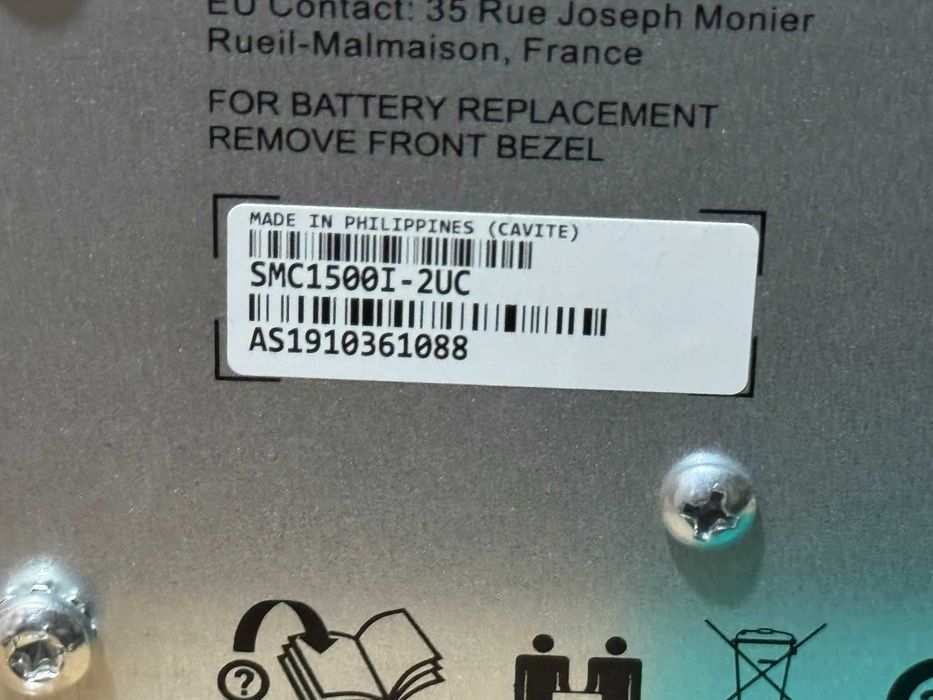 EU Contact: 35 Rue Joseph Monier
Rueil-Malmaison, France
FOR BATTERY REPLACEMENT
REMOVE FRONT BEZEL
MADE IN PHILIPPINES (CAVITE)
SMC1500I-2UC
AS1910361088
?